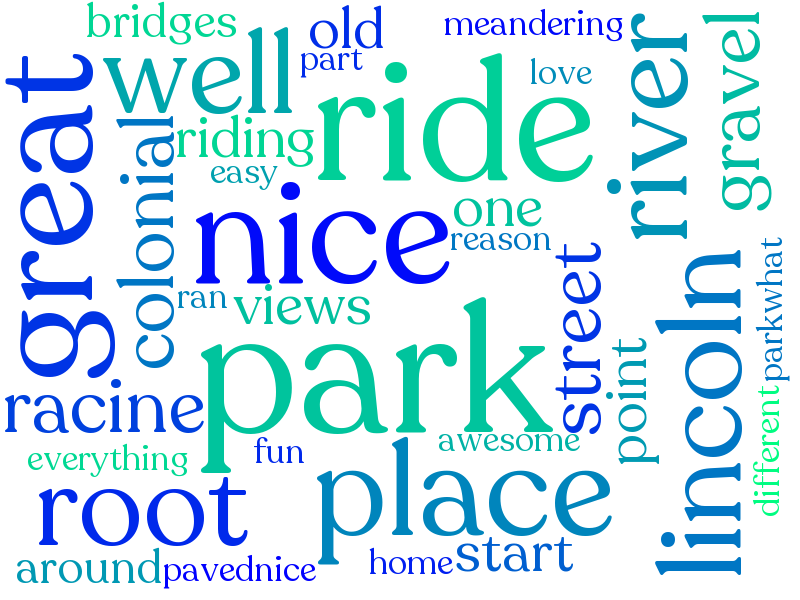 bridges
old
meandering
well
part
love
great
ride
river
gravel
colonial
riding
easy
nice
one
reason
ran
views
street
lincoln
parkwhat
park
point
racine
different
everything
fun
awesome
root
place
around
pavednice
home
start